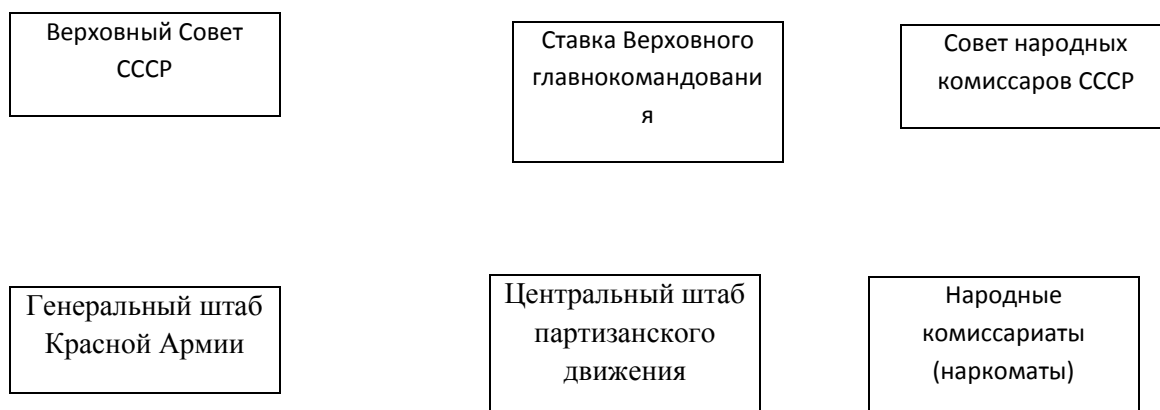 Верховный Совет
СССР
Ставка Верховного
главнокомандовани
я
Совет народных
комиссаров СССР
Генеральный штаб
Красной Армии
Центральный штаб
партизанского
движения
Народные
комиссариаты
(наркоматы)